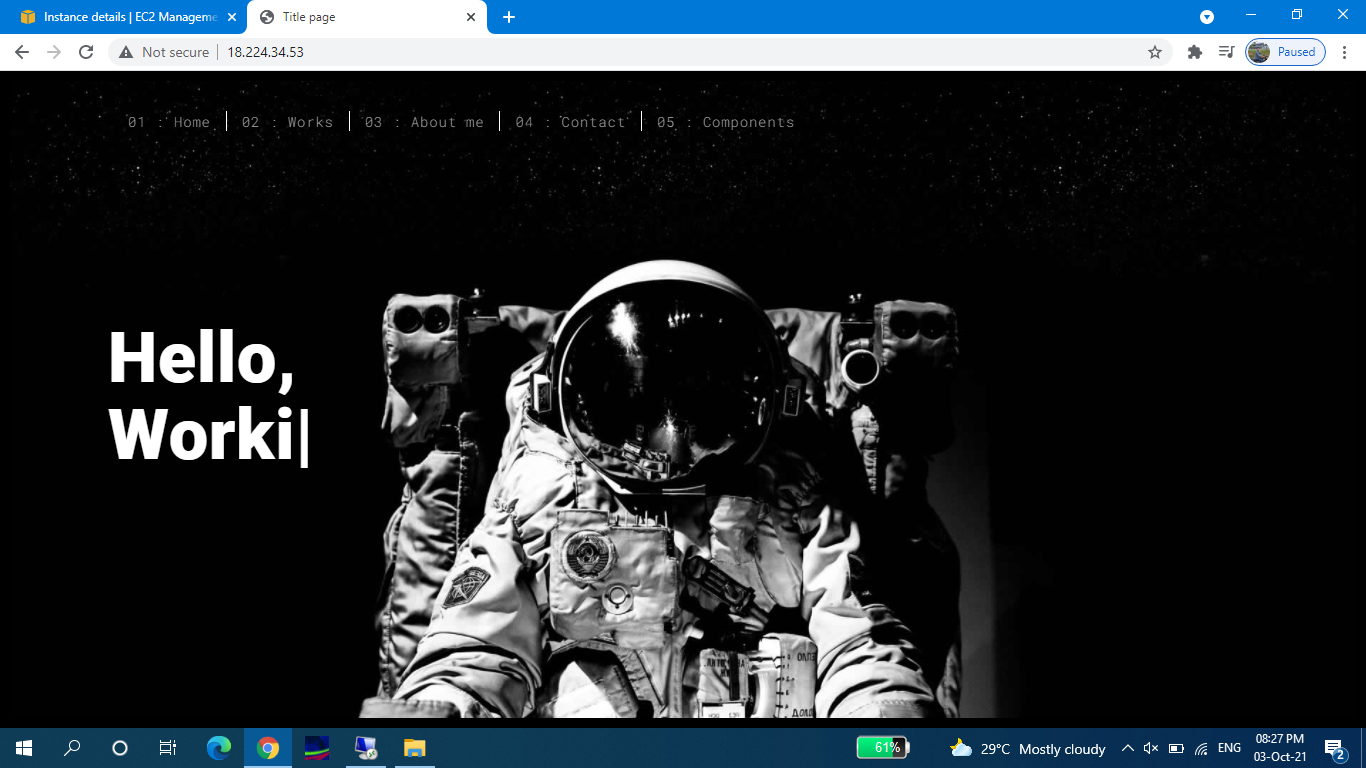 Instance details | EC2 Manageme
Title page
Not secure
18.224.34.53
Paused
01 : Home
02 : Works
03 : About me
04 : Contact
05 : Components
Hello,
Worki|
61%
29°C Mostly cloudy
ENG
08:27 PM
03-Oct-21
2